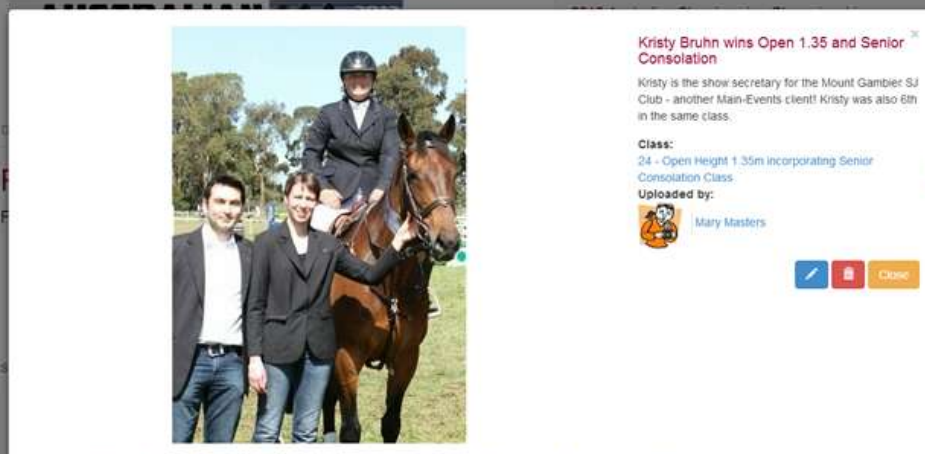 AUSTRALIAN
Kristy Bruhn wins Open 1.35 and Senior
Consolation
×
Kristy is the show secretary for the Mount Gambier SJ
Club - another Main-Events client! Kristy was also 6th
in the same class.
Class:
24 - Open Height 1.35m incorporating Senior
Consolation Class
Uploaded by:
Mary Masters
Close